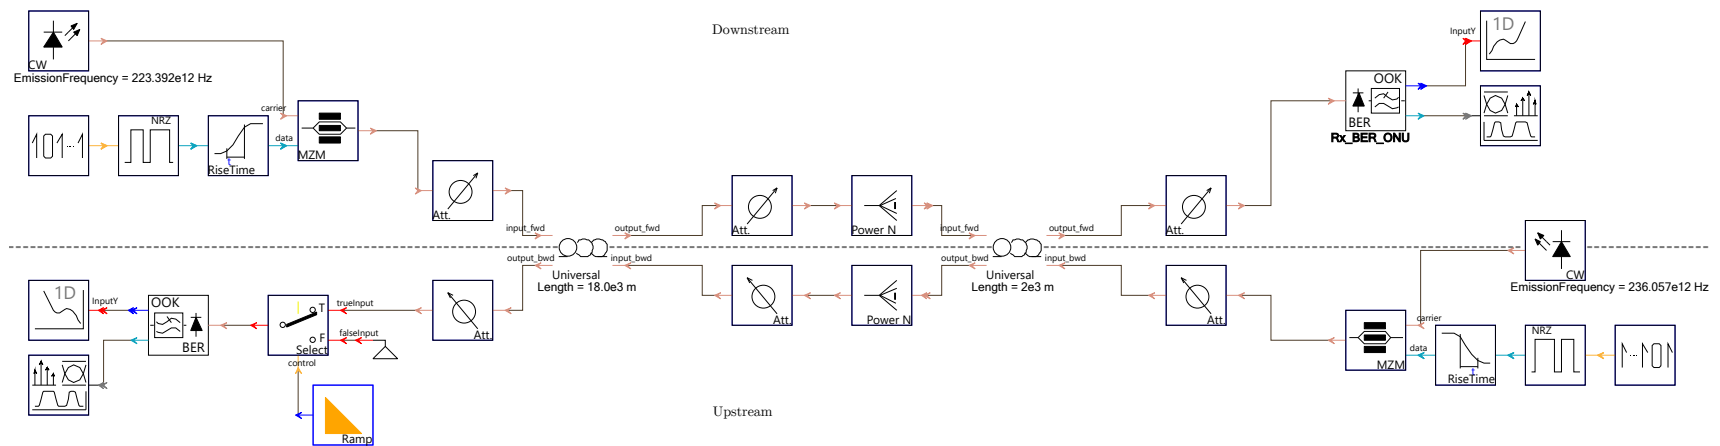 Downstream
1D
InputY
CW
EmissionFrequency = 223.392e12 Hz
OOK
carrier
BER
Rx_BER_ONU
NRZ
data
RiseTime
MZM
Att.
Att.
Power N
Att.
input_fwd
output_fwd
input_fwd
output_fwd
output_bwd
input_bwd
output_bwd
input_bwd
Universal
Length = 18.0e3 m
Universal
Length = 2e3 m
CW
EmissionFrequency = 236.057e12 Hz
1D
InputY
OOK
BER
T
trueInput
F
falseInput
Select
control
Att.
Att.
Power N
Att.
carrier
data
MZM
RiseTime
NRZ
Ramp
Upstream